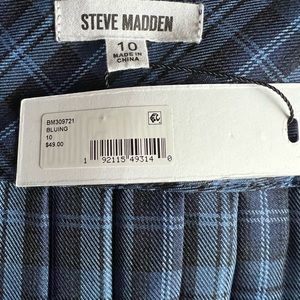 STEVE MADDEN
10
MADE IN
CHINA
BM309721
BLUING
10
$49.00
1 92115 49314 0